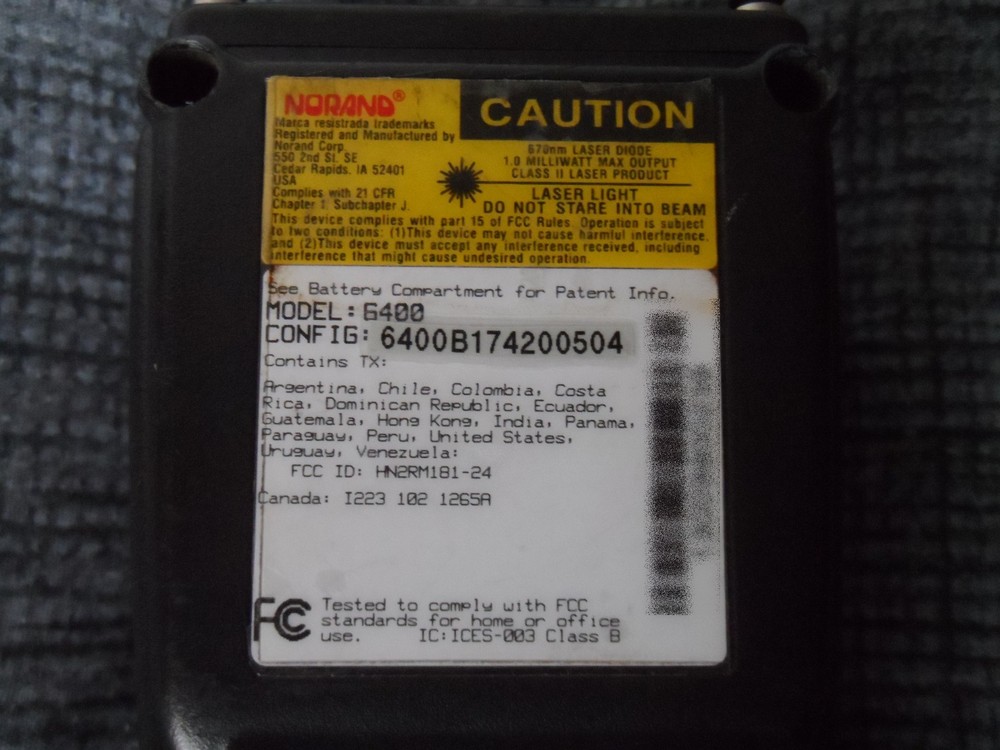 NORAND®
Marca resistrada trademarks
Registered and Manufactured by
Norand Corp.
550 2nd St. SE
Cedar Rapids, IA 52401
USA
Complies with 21 CFR
Chapter 1, Subchapter J.
CAUTION
670nm LASER DIODE
1.0 MILLIWATT MAX OUTPUT
CLASS II LASER PRODUCT
LASER LIGHT
DO NOT STARE INTO BEAM
This device complies with part 15 of FCC Rules. Operation is subject
to two conditions: (1)This device may not cause harmful interference,
and (2)This device must accept any interference received, including
interference that might cause undesired operation.
See Battery Compartment for Patent Info.
MODEL: 6400
CONFIG: 6400B174200504
Contains TX:
Argentina, Chile, Colombia, Costa
Rica, Dominican Republic, Ecuador,
Guatemala, Hong Kong, India, Panama,
Paraguay, Peru, United States,
Uruguay, Venezuela:
FCC ID: HN2RM181-24
Canada: I223 102 1265A
FC Tested to comply with FCC
standards for home or office
use. IC:ICES-003 Class B